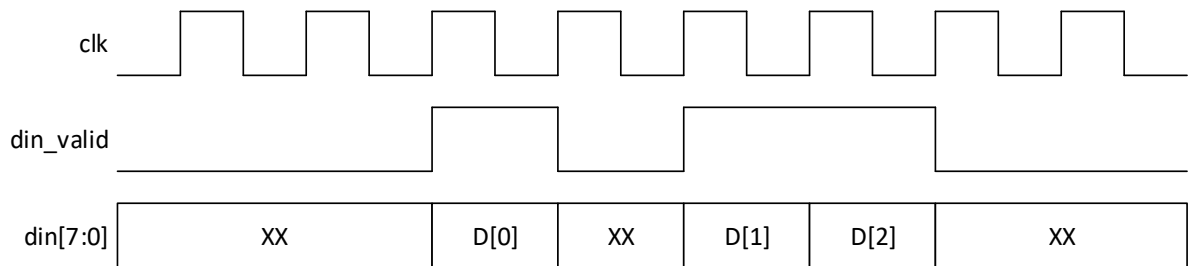 clk
din_valid
din[7:0] XX D[0] XX D[1] D[2] XX